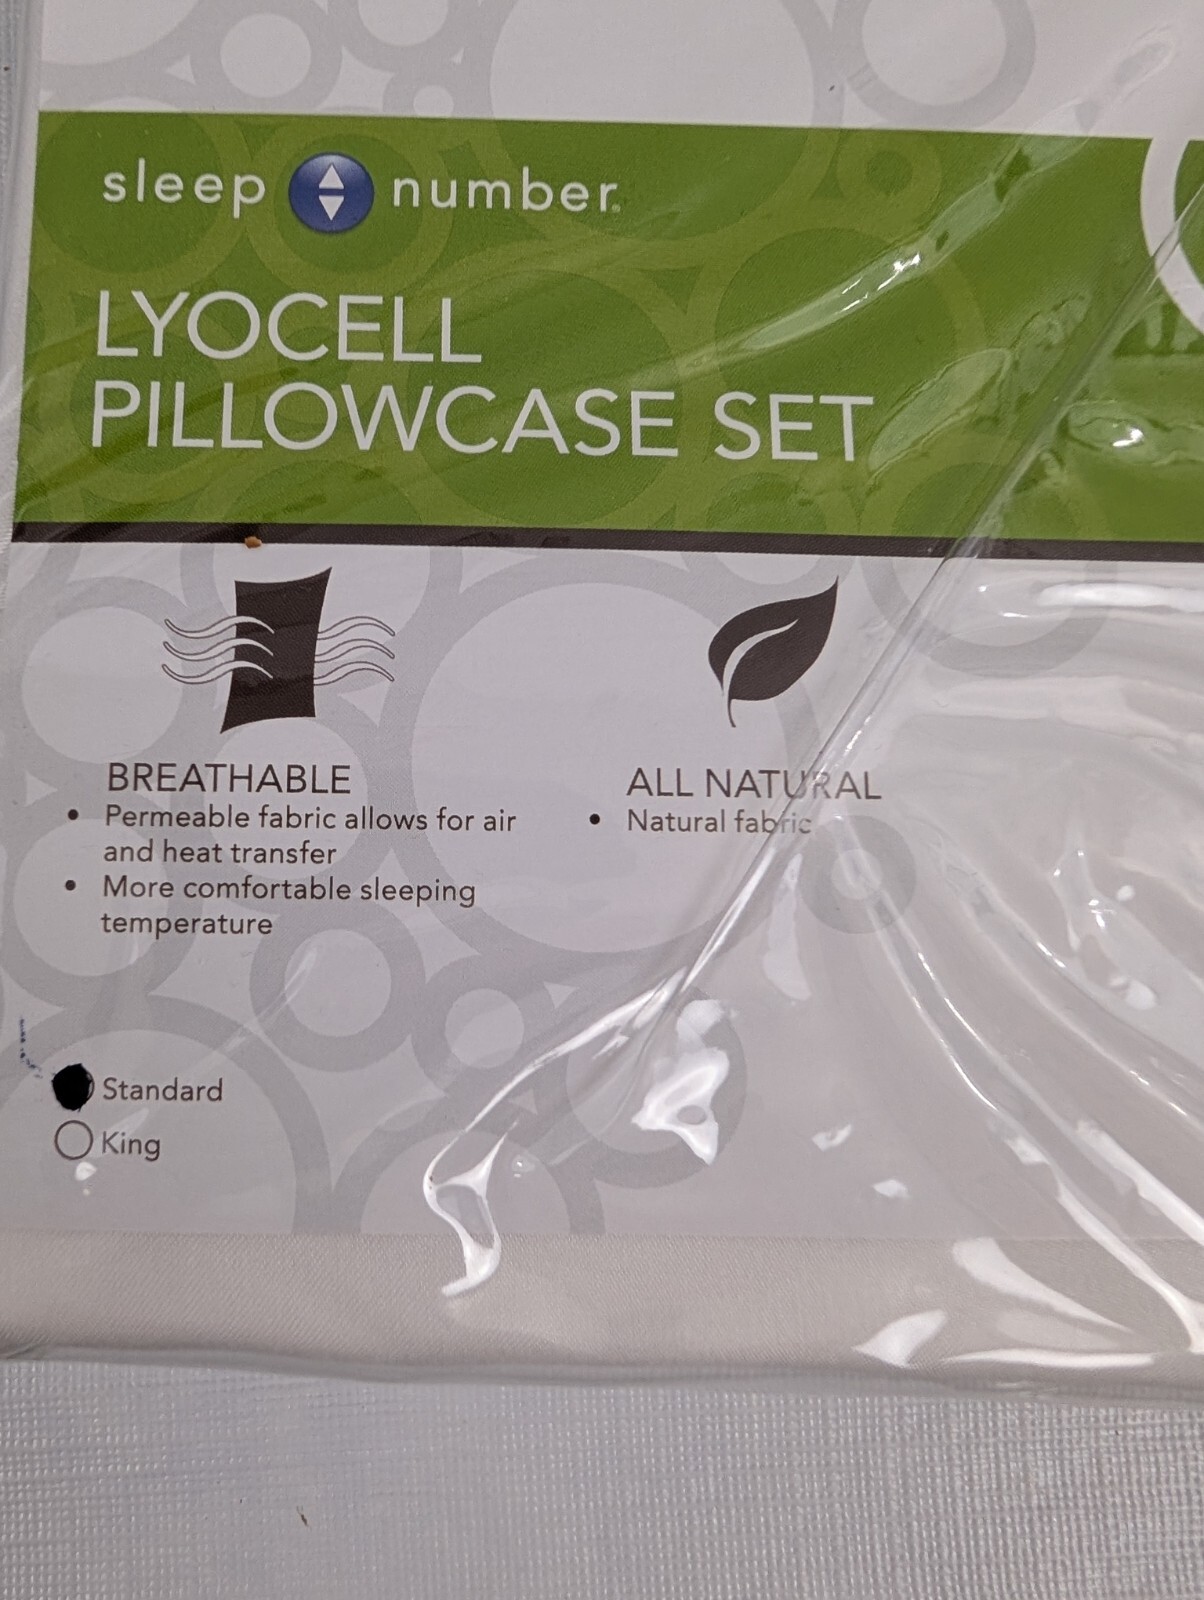 sleep number®
LYOCELL
PILLOWCASE SET
BREATHABLE
• Permeable fabric allows for air
and heat transfer
• More comfortable sleeping
temperature
ALL NATURAL
• Natural fabric
Standard
King